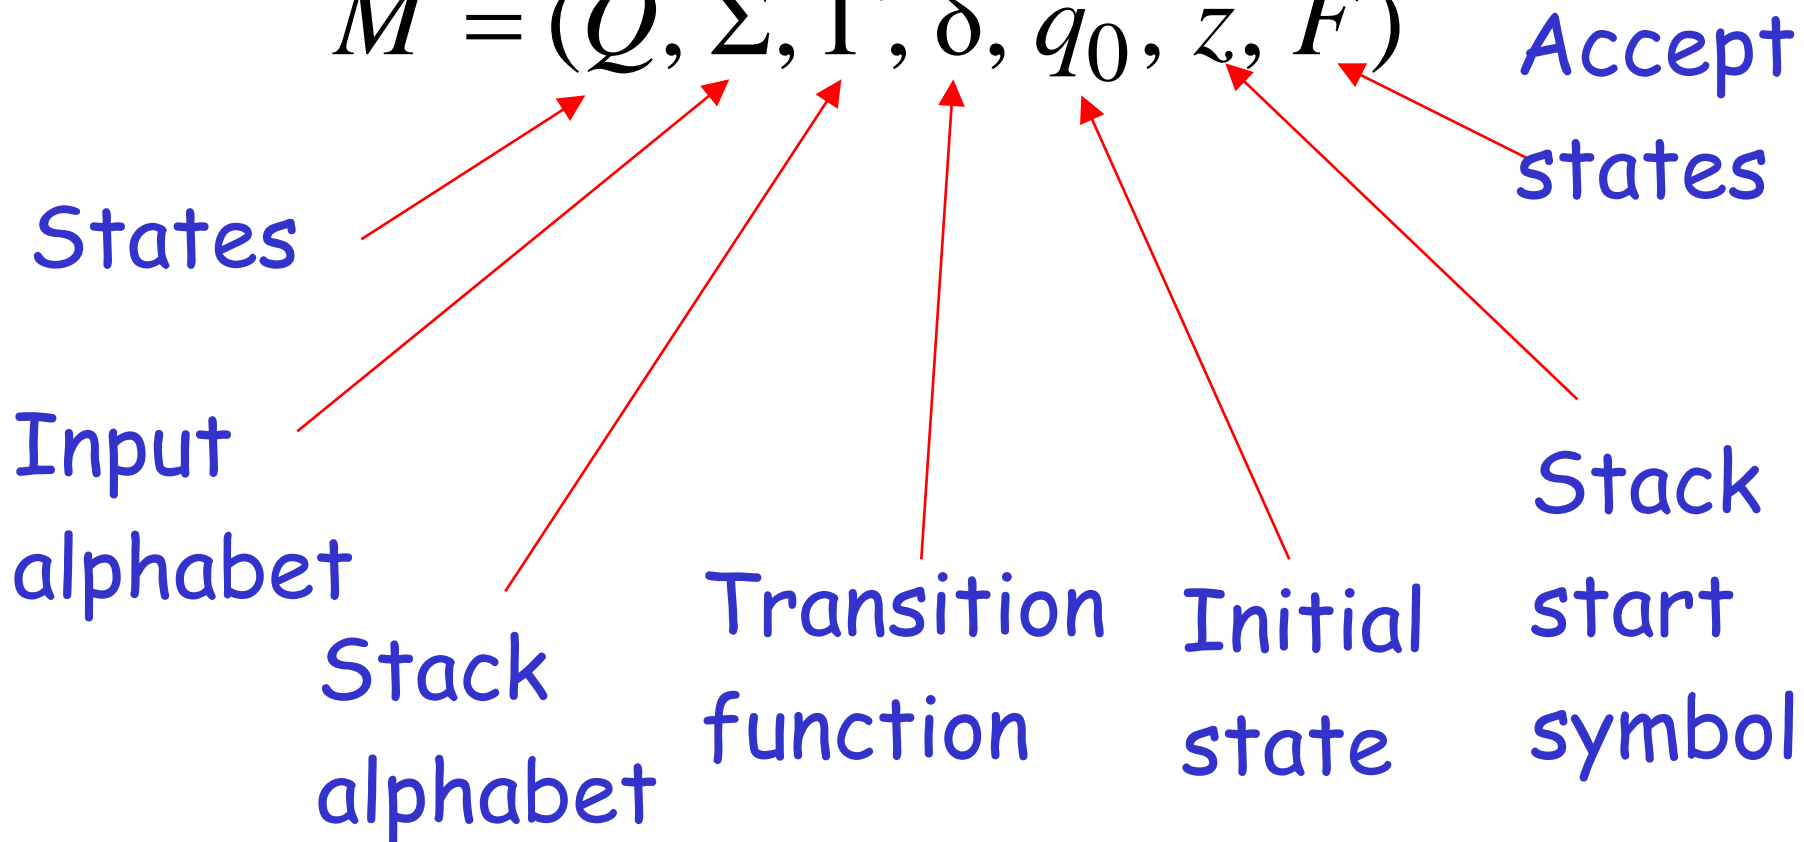 M = (Q, Σ, Γ, δ, q₀, z, F)
Accept
states
States
Input
alphabet
Stack
alphabet
Transition
function
Initial
state
Stack
start
symbol